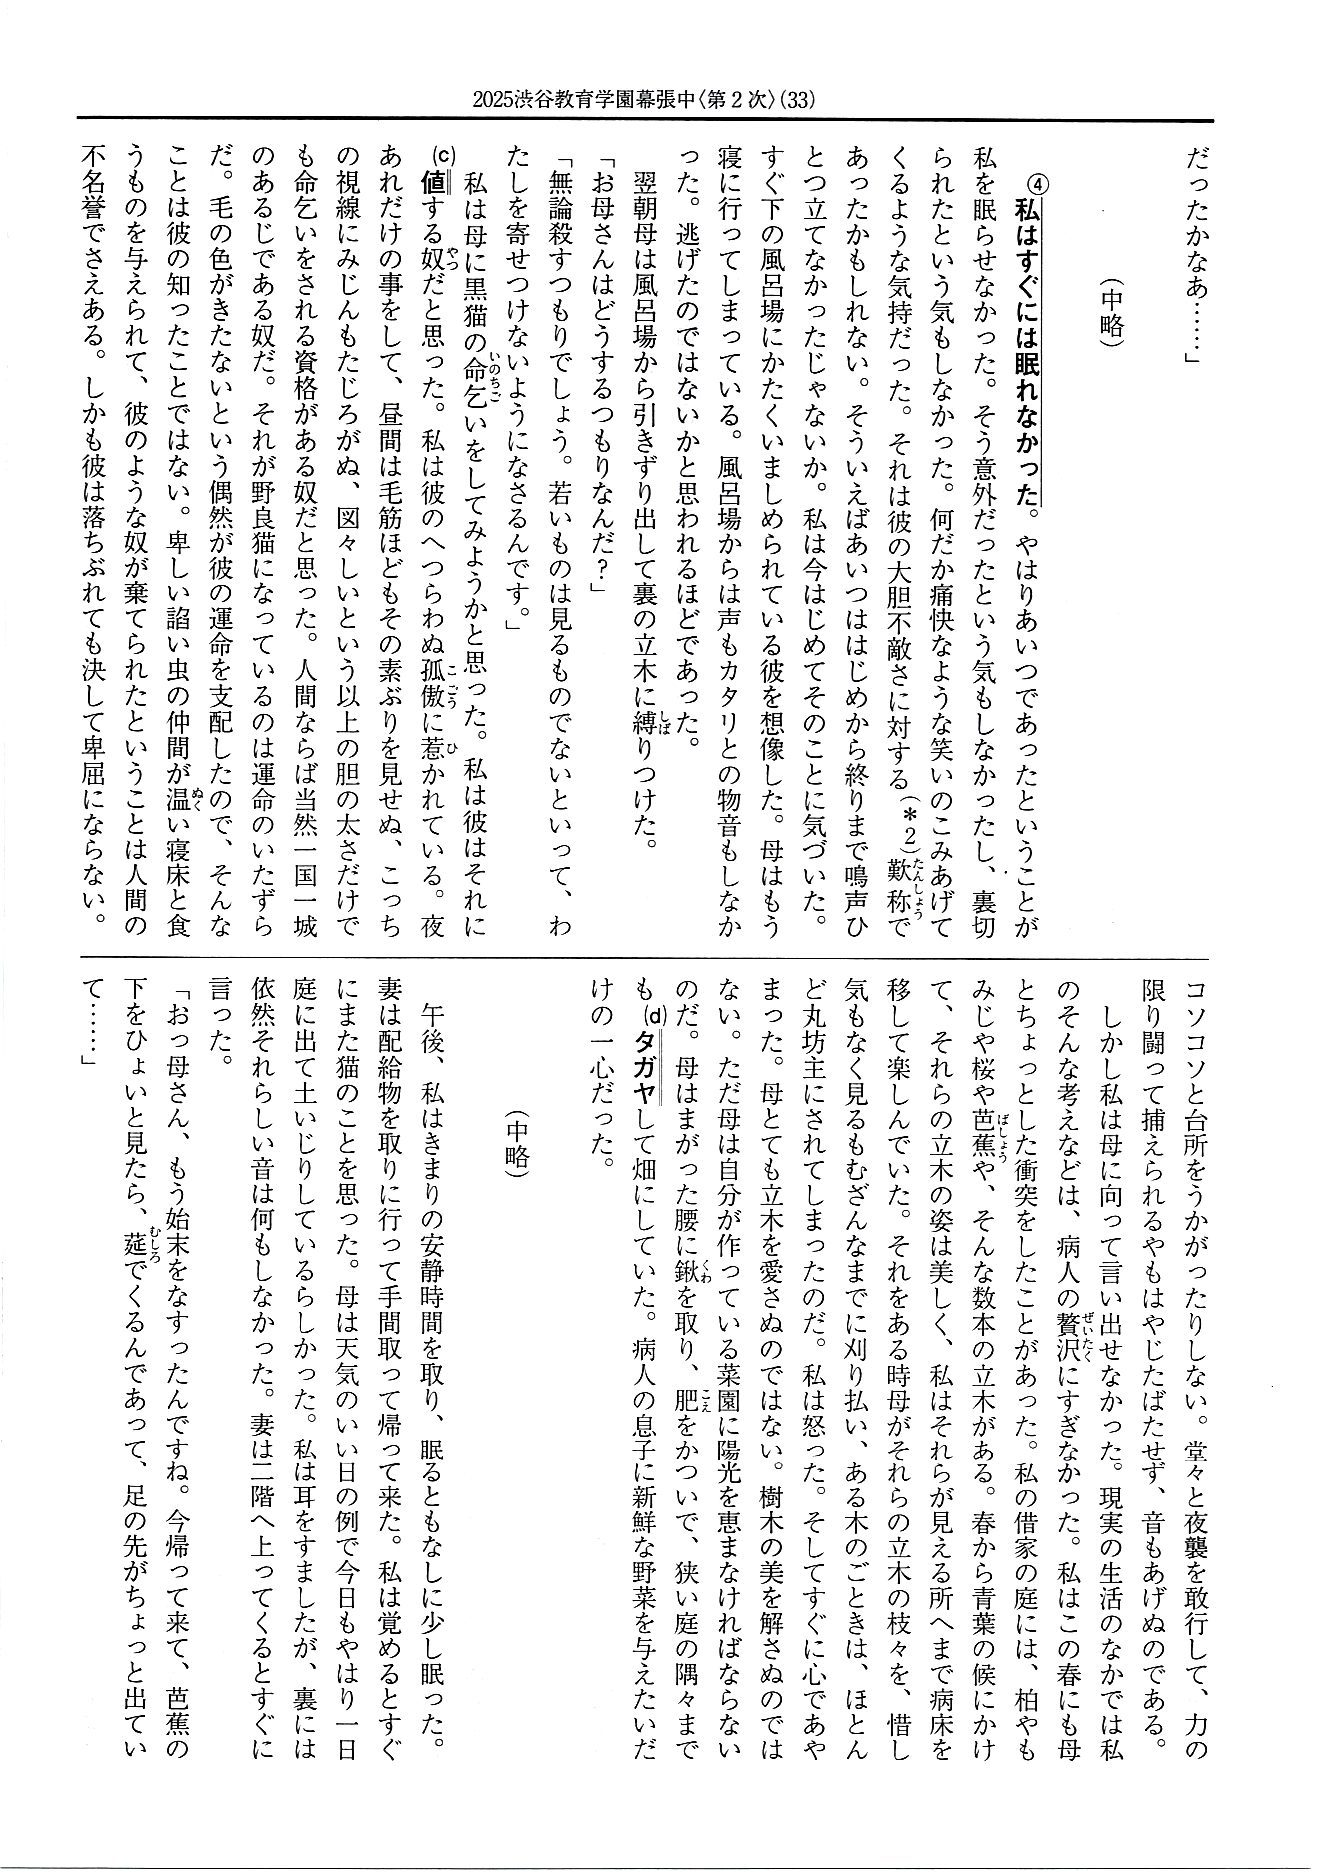 2025渋谷教育学園幕張中〈第2次〉(33)
だったかなあ……」
（中略）
④私はすぐには眠れなかった。やはりあいつであったということが
私を眠らせなかった。そう意外だったという気もしなかったし、裏切
られたという気もしなかった。何だか痛快なような笑いのこみあげて
くるような気持だった。それは彼の大胆不敵さに対する(＊2)歎称で
あったかもしれない。そういえばあいつははじめから終りまで鳴声ひ
とつ立てなかったじゃないか。私は今はじめてそのことに気づいた。
すぐ下の風呂場にかたくいましめられている彼を想像した。母はもう
寝に行ってしまっている。風呂場からは声もカタリとの物音もしなか
った。逃げたのではないかと思われるほどであった。
翌朝母は風呂場から引きずり出して裏の立木に縛りつけた。
「お母さんはどうするつもりなんだ？」
「無論殺すつもりでしょう。若いものは見るものでないといって、わ
たしを寄せつけないようになさるんです。」
私は母に黒猫の命乞いをしてみようかと思った。私は彼はそれに
(c)値する奴だと思った。私は彼のへつらわぬ孤傲に惹かれている。夜
あれだけの事をして、昼間は毛筋ほどもその素ぶりを見せぬ、こっち
の視線にみじんもたじろがぬ、図々しいという以上の胆の太さだけで
も命乞いをされる資格がある奴だと思った。人間ならば当然一国一城
のあるじである奴だ。それが野良猫になっているのは運命のいたずら
だ。毛の色がきたないという偶然が彼の運命を支配したので、そんな
ことは彼の知ったことではない。卑しい諂い虫の仲間が温い寝床と食
うものを与えられて、彼のような奴が棄てられたということは人間の
不名誉でさえある。しかも彼は落ちぶれても決して卑屈にならない。
コソコソと台所をうかがったりしない。堂々と夜襲を敢行して、力の
限り闘って捕えられるやもはやじたばたせず、音もあげぬのである。
しかし私は母に向って言い出せなかった。現実の生活のなかでは私
のそんな考えなどは、病人の贅沢にすぎなかった。私はこの春にも母
とちょっとした衝突をしたことがあった。私の借家の庭には、柏やも
みじや桜や芭蕉や、そんな数本の立木がある。春から青葉の候にかけ
て、それらの立木の姿は美しく、私はそれらが見える所へまで病床を
移して楽しんでいた。それをある時母がそれらの立木の枝々を、惜し
気もなく見るもむざんなまでに刈り払い、ある木のごときは、ほとん
ど丸坊主にされてしまったのだ。私は怒った。そしてすぐに心であや
まった。母とても立木を愛さぬのではない。樹木の美を解さぬのでは
ない。ただ母は自分が作っている菜園に陽光を恵まなければならない
のだ。母はまがった腰に鍬を取り、肥をかついで、狭い庭の隅々まで
も(d)タガヤして畑にしていた。病人の息子に新鮮な野菜を与えたいだ
けの一心だった。
（中略）
午後、私はきまりの安静時間を取り、眠るともなしに少し眠った。
妻は配給物を取りに行って手間取って帰って来た。私は覚めるとすぐ
にまた猫のことを思った。母は天気のいい日の例で今日もやはり一日
庭に出て土いじりしているらしかった。私は耳をすましたが、裏には
依然それらしい音は何もしなかった。妻は二階へ上ってくるとすぐに
言った。
「おっ母さん、もう始末をなすったんですね。今帰って来て、芭蕉の
下をひょいと見たら、莚でくるんであって、足の先がちょっと出てい
て……」